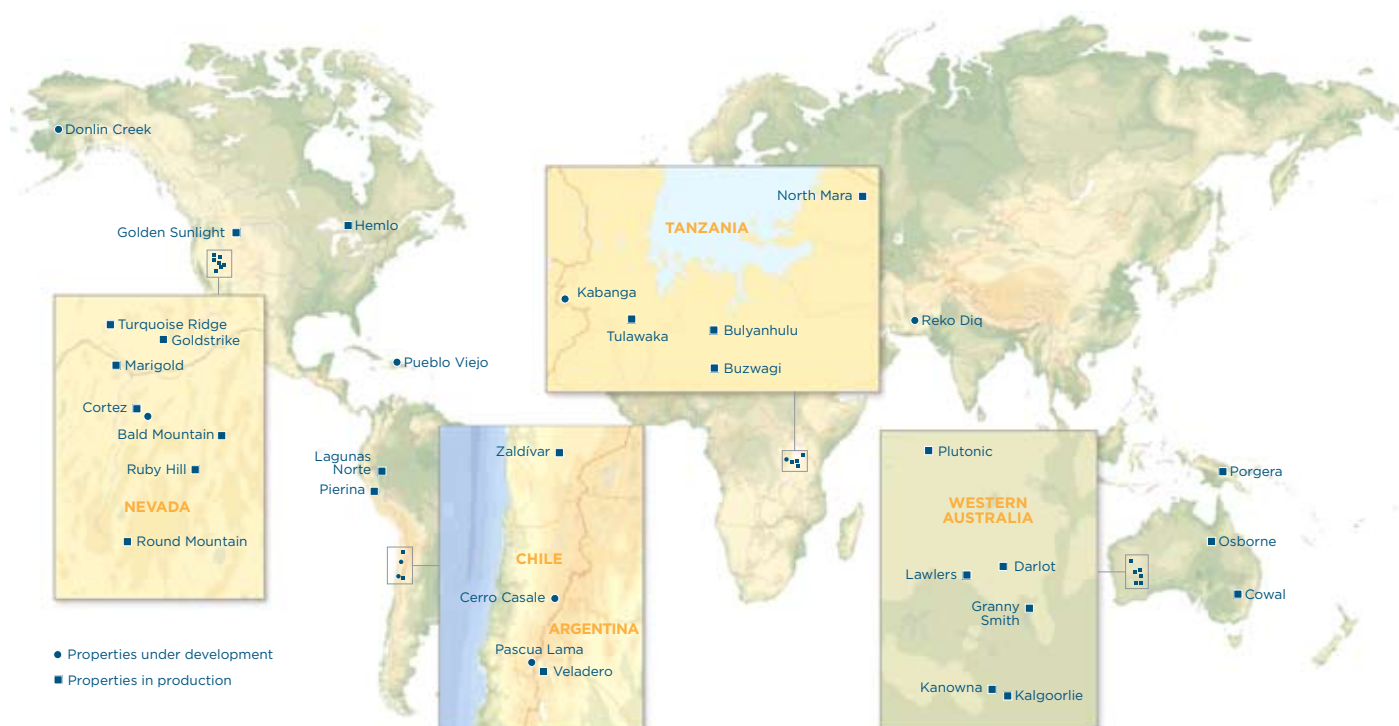 Donlin Creek
Golden Sunlight
Hemlo
Turquoise Ridge
Goldstrike
Marigold
Cortez
Bald Mountain
Ruby Hill
NEVADA
Round Mountain
Pueblo Viejo
Lagunas
Norte
Pierina
North Mara
TANZANIA
Kabanga
Tulawaka
Bulyanhulu
Buzwagi
Reko Diq
Zaldívar
CHILE
Cerro Casale
ARGENTINA
Pascua Lama
Veladero
Plutonic
WESTERN
AUSTRALIA
Darlot
Lawlers
Granny
Smith
Kanowna
Kalgoorlie
Porgera
Osborne
Cowal
Properties under development
Properties in production